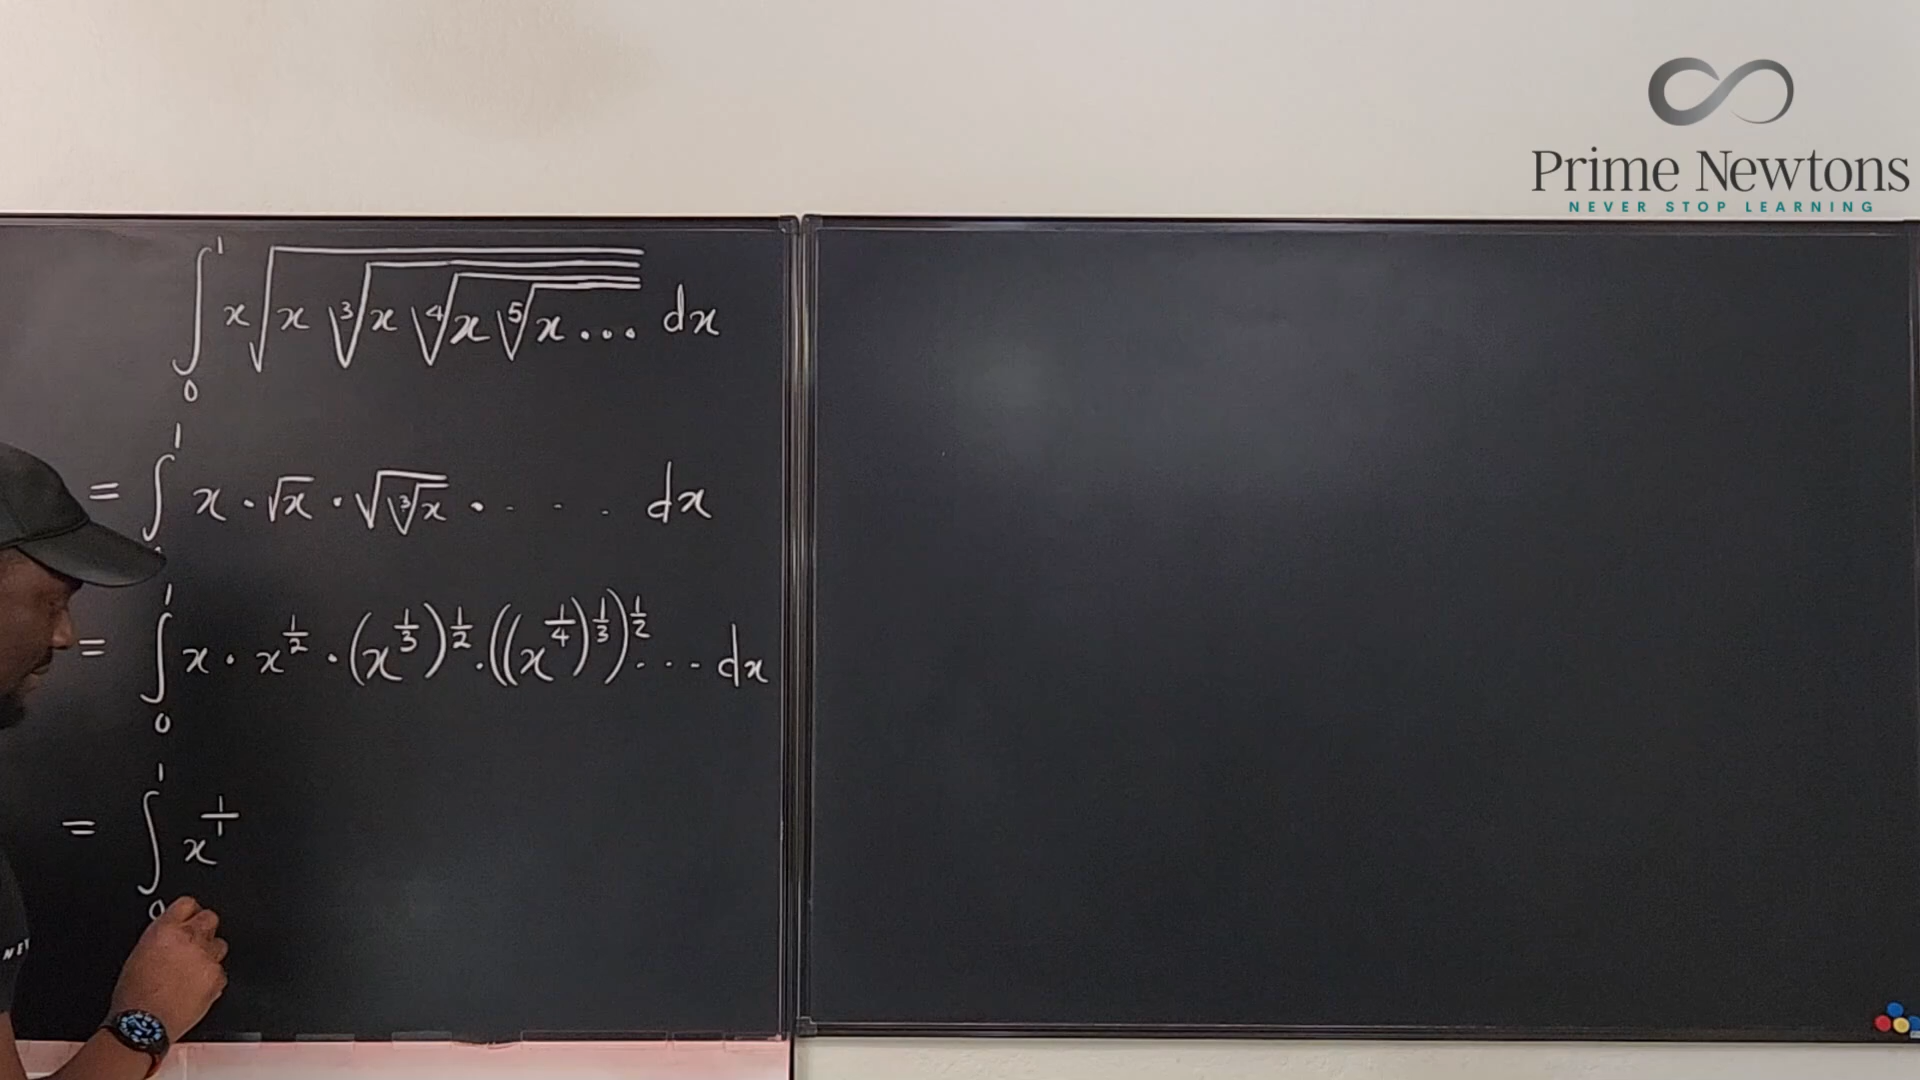 Prime Newtons
NEVER STOP LEARNING
∫₀¹ x√(x ∛(x ∜(x ⁵√(x ... dx
= ∫¹ x · √x · √(∛x) · . . . dx
= ∫₀¹ x · x^(1/2) · (x^(1/3))^(1/2) · ((x^(1/4))^(1/3))^(1/2) . . . dx
= ∫₀¹ x^(1/1)